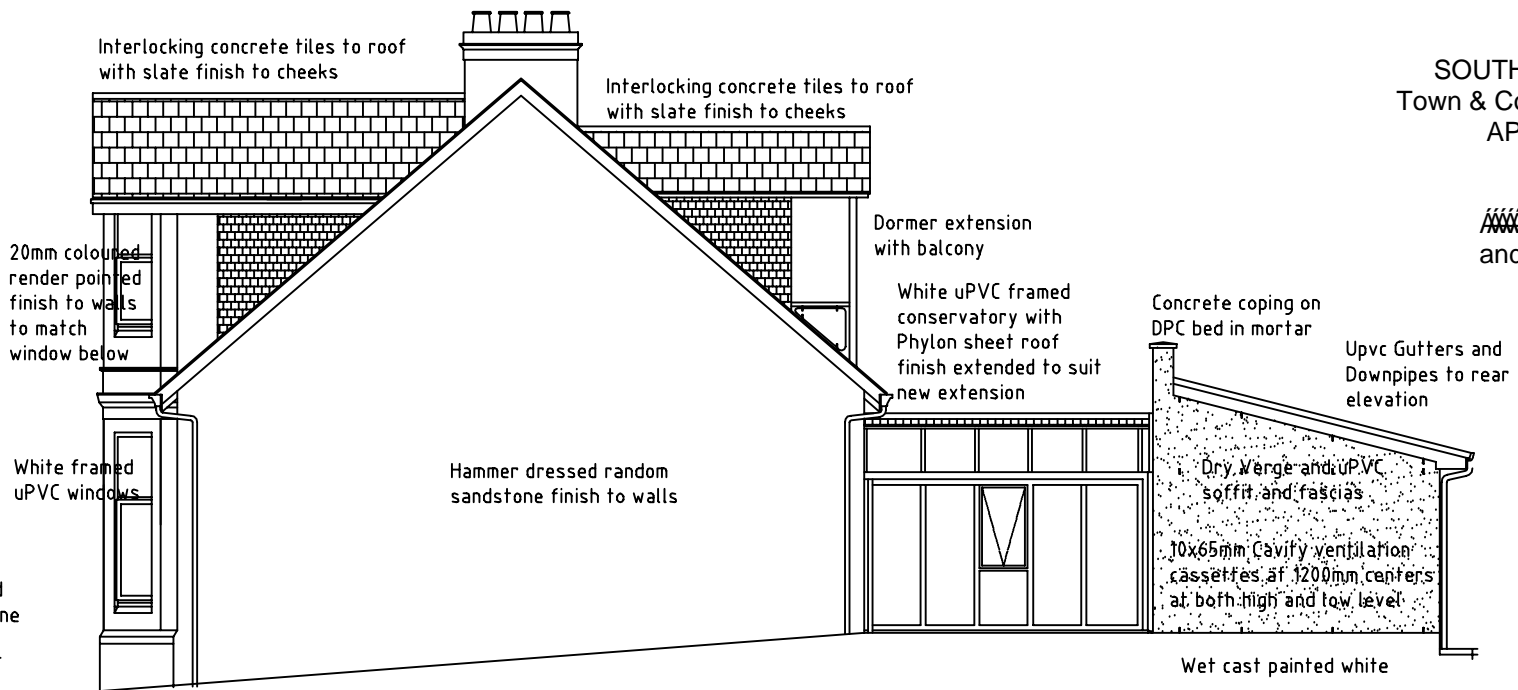 Interlocking concrete tiles to roof
with slate finish to cheeks
Interlocking concrete tiles to roof
with slate finish to cheeks
SOUTH
Town & Co
AP
and
20mm coloured
render pointed
finish to walls
to match
window below
Dormer extension
with balcony
White uPVC framed
conservatory with
Phylon sheet roof
finish extended to suit
new extension
Concrete coping on
DPC bed in mortar
Upvc Gutters and
Downpipes to rear
elevation
White framed
uPVC windows
Hammer dressed random
sandstone finish to walls
Dry Verge and uPVC
soffit and fascias
10x65mm Cavity ventilation
cassettes at 1200mm centers
at both high and low level
ne
Wet cast painted white